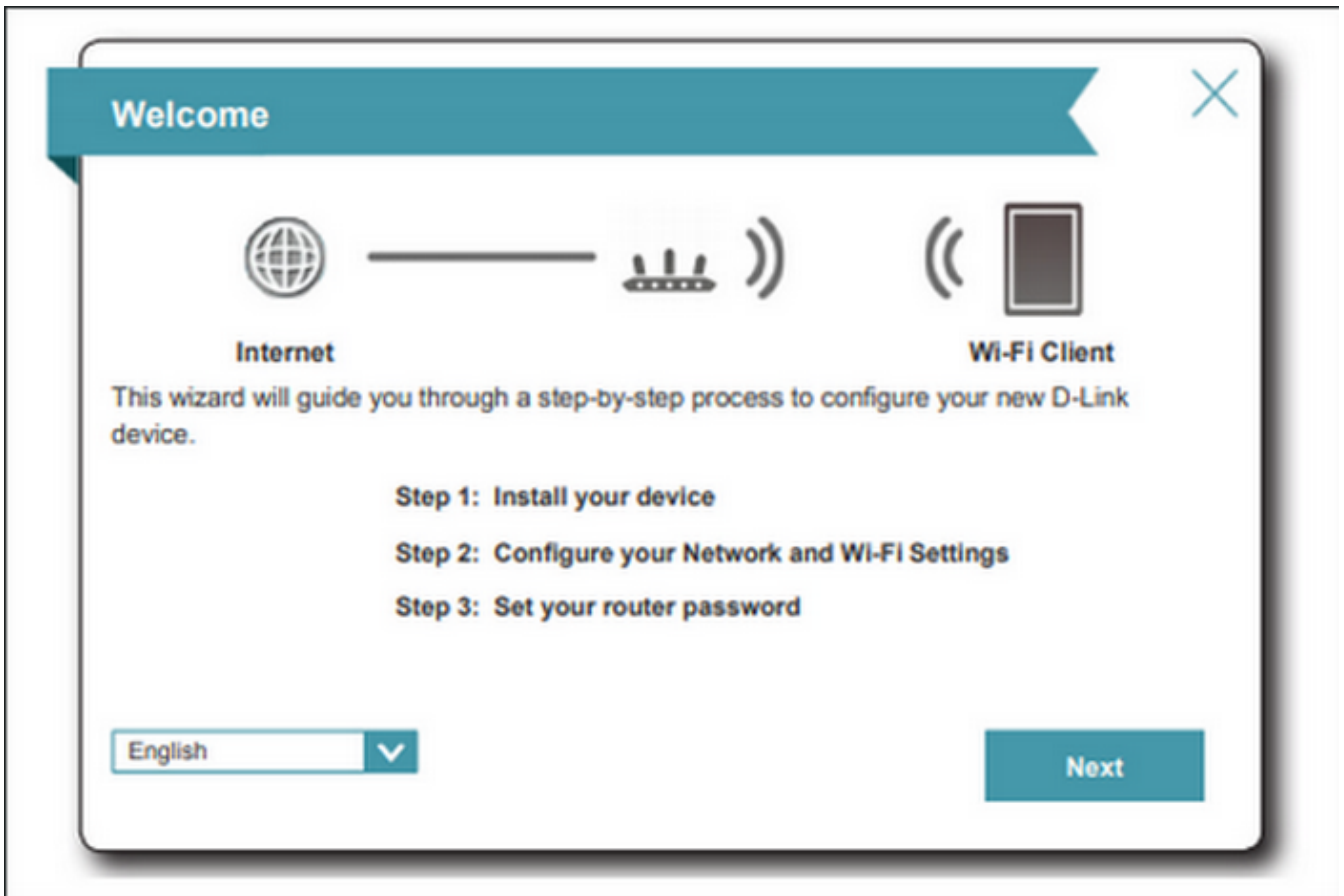 Welcome
Internet
Wi-Fi Client
This wizard will guide you through a step-by-step process to configure your new D-Link
device.
Step 1: Install your device
Step 2: Configure your Network and Wi-Fi Settings
Step 3: Set your router password
English
Next